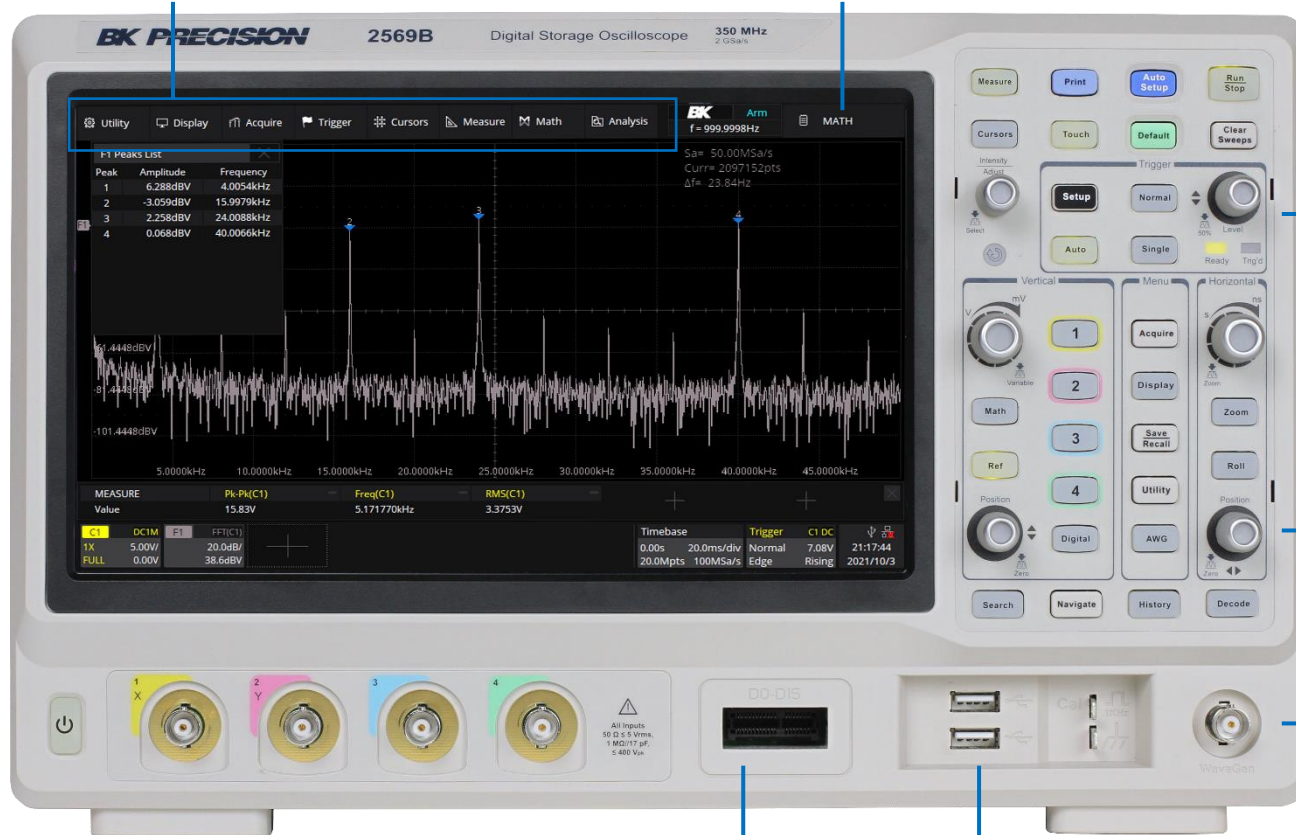 BK PRECISION 2569B Digital Storage Oscilloscope 350 MHz
2 GSa/s
Utility Display Acquire Trigger Cursors Measure Math Analysis
BK Arm
f = 999.9998Hz
MATH
F1 Peaks List
Peak Amplitude Frequency
1 6.288dBV 4.0054kHz
2 -3.059dBV 15.9979kHz
3 2.258dBV 24.0088kHz
4 0.068dBV 40.0066kHz
Sa= 50.00MSa/s
Curr= 2097152pts
Δf= 23.84Hz
F1
2
3
4
-61.4448dBV
-81.4448dBV
-101.4448dBV
5.0000kHz 10.0000kHz 15.0000kHz 20.0000kHz 25.0000kHz 30.0000kHz 35.0000kHz 40.0000kHz 45.0000kHz
MEASURE Pk-Pk(C1) Freq(C1) RMS(C1)
Value 15.83V 5.171770kHz 3.3753V
C1 DC1M
1X 5.00V/
FULL 0.00V
F1 FFT(C1)
20.0dB/
38.6dBV
Timebase
0.00s 20.0ms/div
20.0Mpts 100MSa/s
Trigger C1 DC
Normal 7.08V
Edge Rising
21:17:44
2021/10/3
Measure
Print
Auto Setup
Run Stop
Cursors
Touch
Default
Clear Sweeps
Intensity
Adjust
Select
Trigger
Setup
Normal
Level
50%
Auto
Single
Ready Trig'd
Vertical
V mV
Variable
1
2
3
4
Math
Ref
Position
Zero
Digital
Menu
Acquire
Display
Save Recall
Utility
AWG
Horizontal
s ns
Zoom
Zoom
Roll
Position
Zero
Search
Navigate
History
Decode
1
X
2
Y
3
4
All Inputs
50 Ω ≤ 5 Vrms,
1 MΩ//17 pF,
≤ 400 Vpk
D0-D15
Cal
1KHz
WaveGen